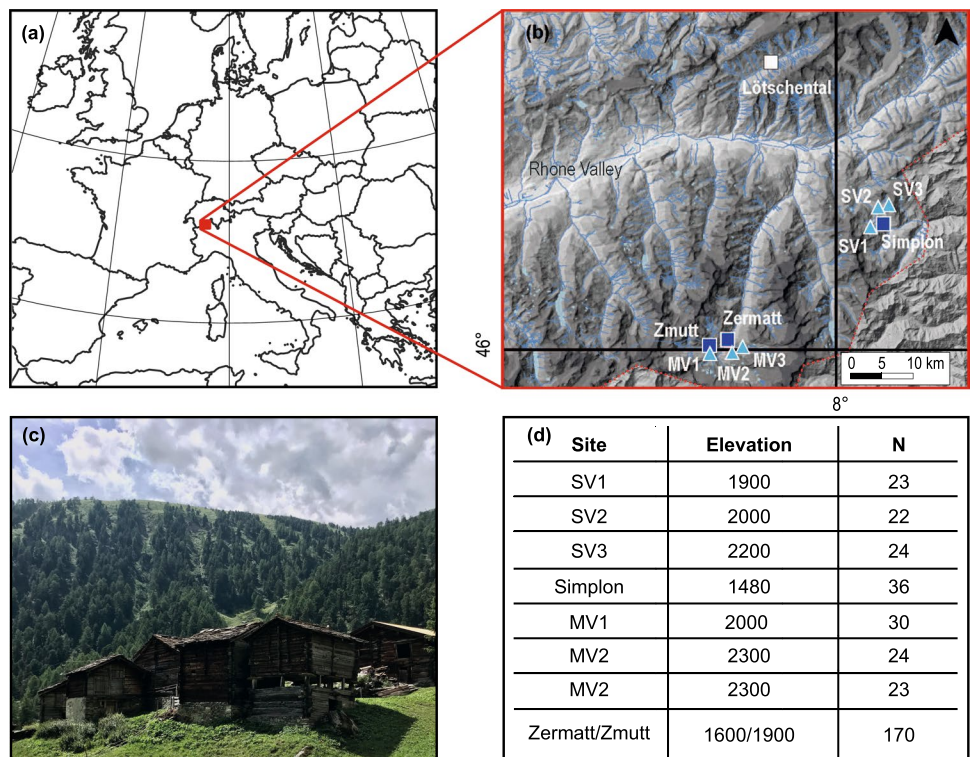 (a)
(b)
Lötschental
Rhone Valley
SV2 SV3
SV1 Simplon
Zermatt
Zmutt
MV1 MV2 MV3
46°
0 5 10 km
8°
(c)
(d)
Site Elevation N
SV1 1900 23
SV2 2000 22
SV3 2200 24
Simplon 1480 36
MV1 2000 30
MV2 2300 24
MV2 2300 23
Zermatt/Zmutt 1600/1900 170